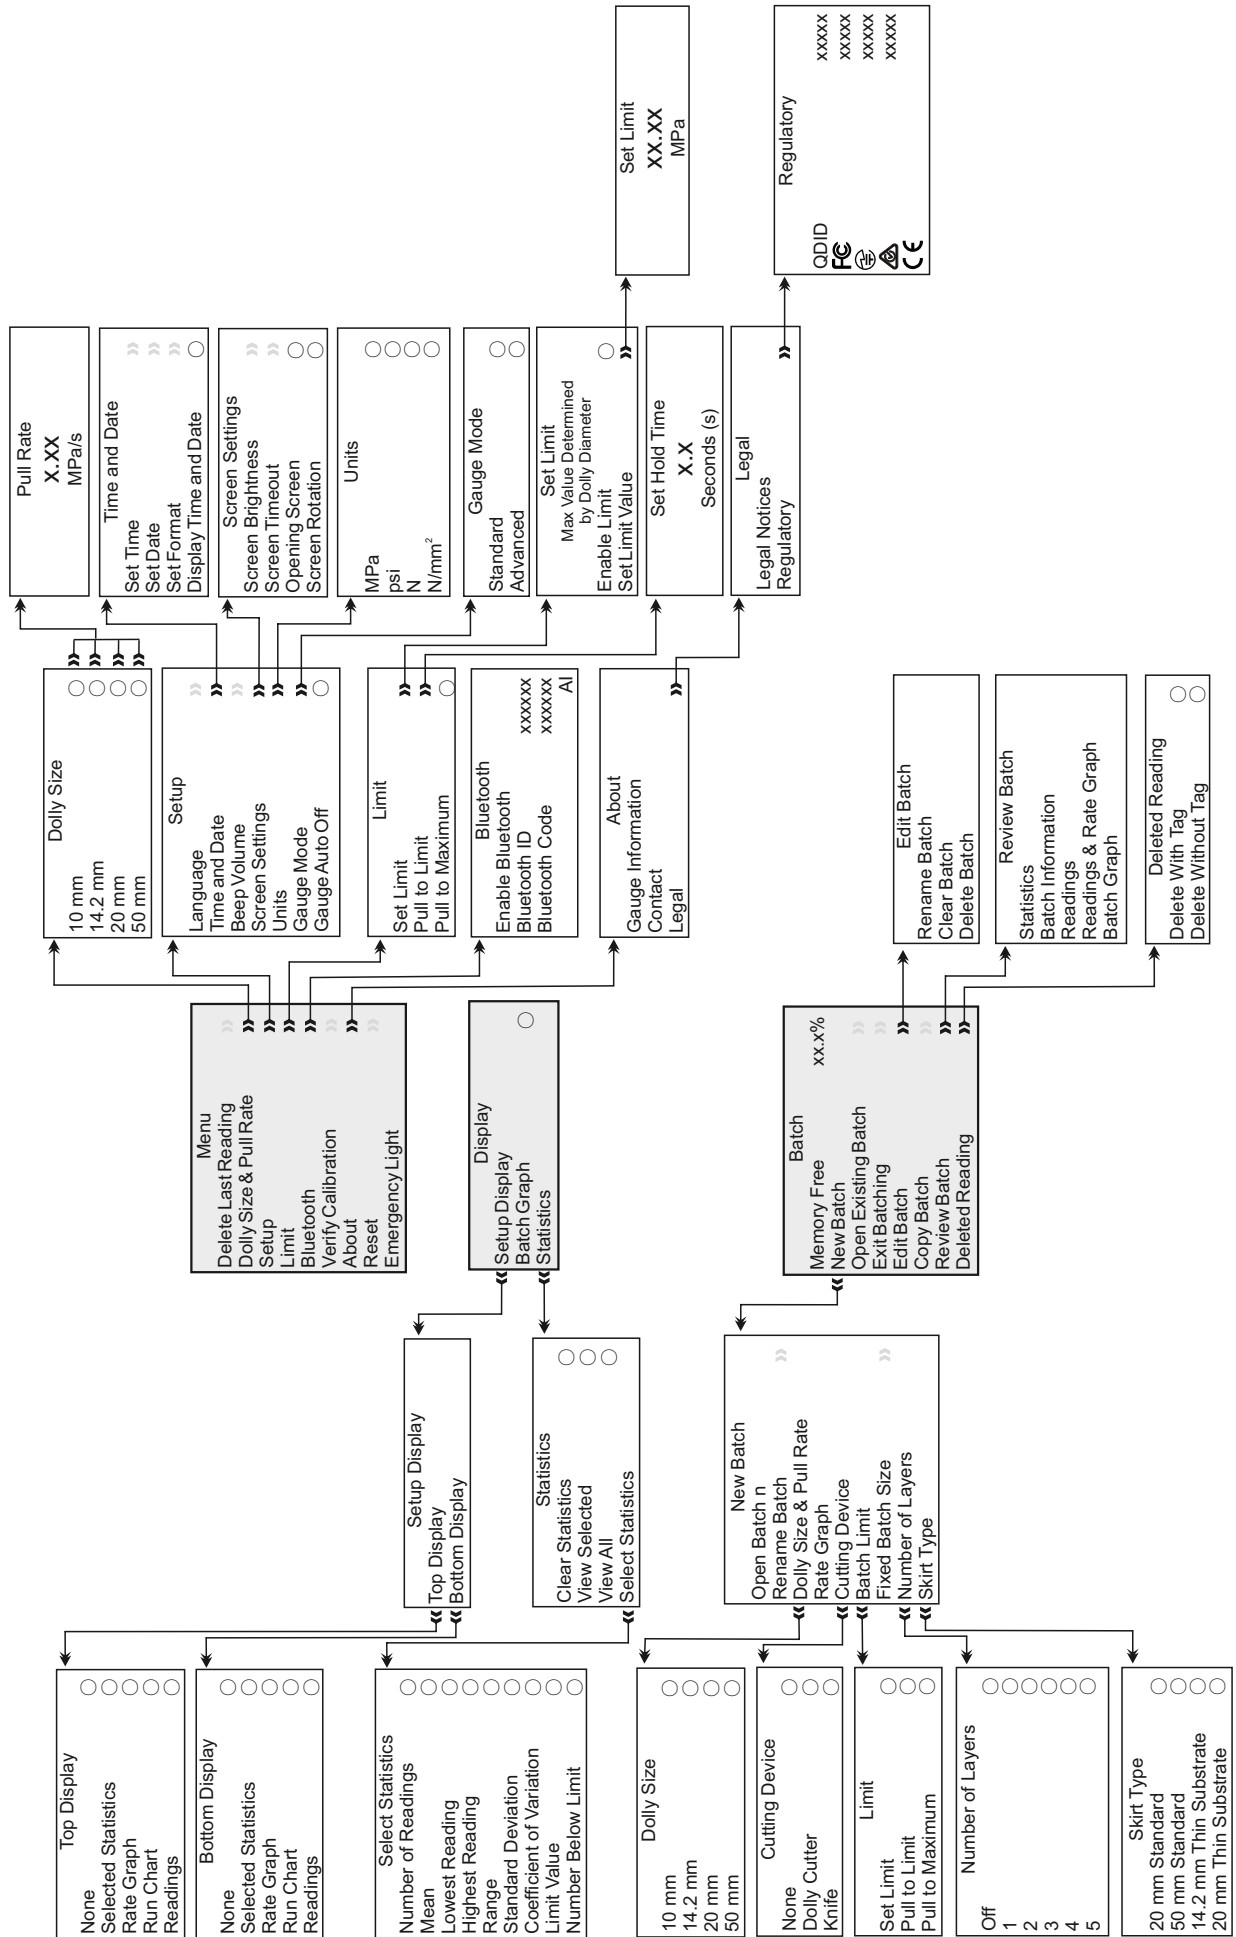 Top Display
None
Selected Statistics
Rate Graph
Run Chart
Readings
Bottom Display
None
Selected Statistics
Rate Graph
Run Chart
Readings
Select Statistics
Number of Readings
Mean
Lowest Reading
Highest Reading
Range
Standard Deviation
Coefficient of Variation
Limit Value
Number Below Limit
Dolly Size
10 mm
14.2 mm
20 mm
50 mm
Cutting Device
None
Dolly Cutter
Knife
Limit
Set Limit
Pull to Limit
Pull to Maximum
Number of Layers
Off
1
2
3
4
5
Skirt Type
20 mm Standard
50 mm Standard
14.2 mm Thin Substrate
20 mm Thin Substrate
Setup Display
Top Display
Bottom Display
Statistics
Clear Statistics
View Selected
View All
Select Statistics
New Batch
Open Batch n
Rename Batch
Dolly Size & Pull Rate
Rate Graph
Cutting Device
Batch Limit
Fixed Batch Size
Number of Layers
Skirt Type
Menu
Delete Last Reading
Dolly Size & Pull Rate
Setup
Limit
Bluetooth
Verify Calibration
About
Reset
Emergency Light
Display
Setup Display
Batch Graph
Statistics
Batch
Memory Free xx.x%
New Batch
Open Existing Batch
Exit Batching
Edit Batch
Copy Batch
Review Batch
Deleted Reading
Dolly Size
10 mm
14.2 mm
20 mm
50 mm
Setup
Language
Time and Date
Beep Volume
Screen Settings
Units
Gauge Mode
Gauge Auto Off
Limit
Set Limit
Pull to Limit
Pull to Maximum
Bluetooth
Enable Bluetooth
Bluetooth ID xxxxxx
Bluetooth Code xxxxxx
AI
About
Gauge Information
Contact
Legal
Edit Batch
Rename Batch
Clear Batch
Delete Batch
Review Batch
Statistics
Batch Information
Readings
Readings & Rate Graph
Batch Graph
Deleted Reading
Delete With Tag
Delete Without Tag
Pull Rate
X.XX
MPa/s
Time and Date
Set Time
Set Date
Set Format
Display Time and Date
Screen Settings
Screen Brightness
Screen Timeout
Opening Screen
Screen Rotation
Units
MPa
psi
N
N/mm²
Gauge Mode
Standard
Advanced
Set Limit
Max Value Determined
by Dolly Diameter
Enable Limit
Set Limit Value
Set Hold Time
X.X
Seconds (s)
Legal
Legal Notices
Regulatory
Set Limit
XX.XX
MPa
Regulatory
QDID xxxxx
FC xxxxx
xxxxx
CE xxxxx